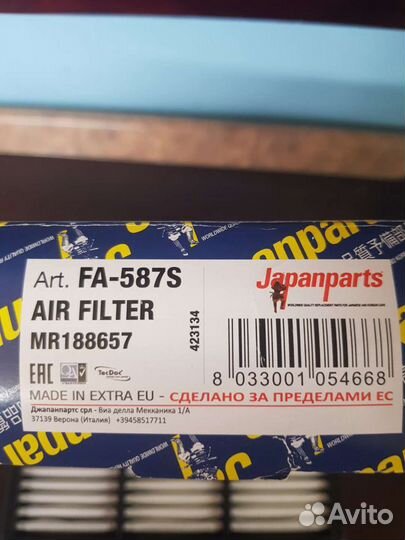 Art. FA-587S
AIR FILTER
MR188657
423134
Japanparts
WORLDWIDE QUALITY REPLACEMENT PARTS FOR JAPANESE AND KOREAN CARS
8 033001 054668
EAC
TecDoc
MADE IN EXTRA EU - СДЕЛАНО ЗА ПРЕДЕЛАМИ ЕС
Джапанпартс срл - Виа делла Мекканика 1/А
37139 Верона (Италия) +39458517711
Avito